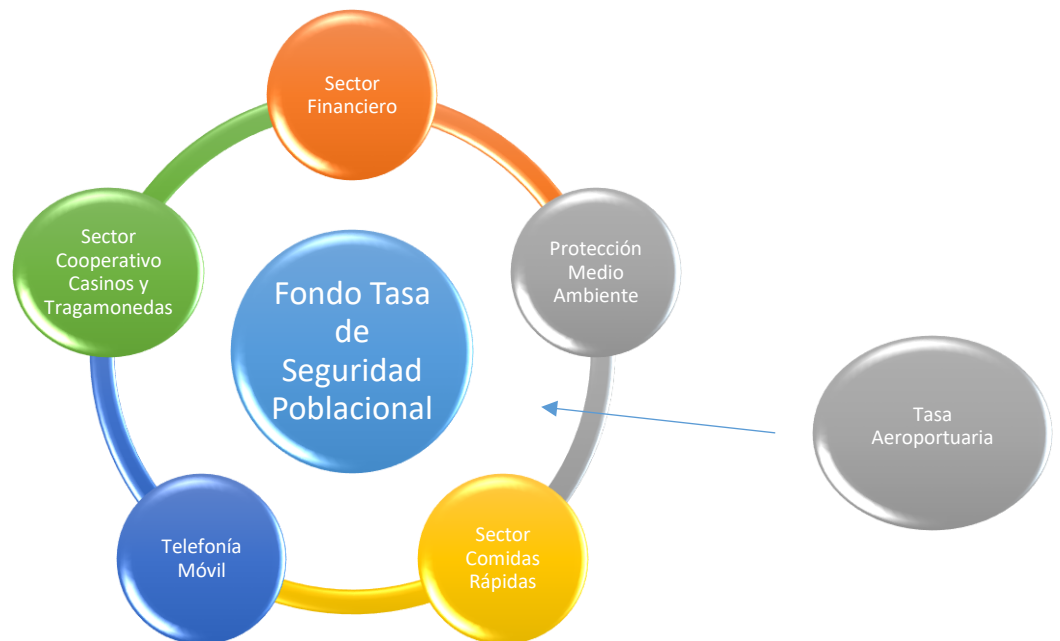 Sector
Financiero
Protección
Medio
Ambiente
Sector
Comidas
Rápidas
Telefonía
Móvil
Sector
Cooperativo
Casinos y
Tragamonedas
Fondo Tasa
de
Seguridad
Poblacional
Tasa
Aeroportuaria